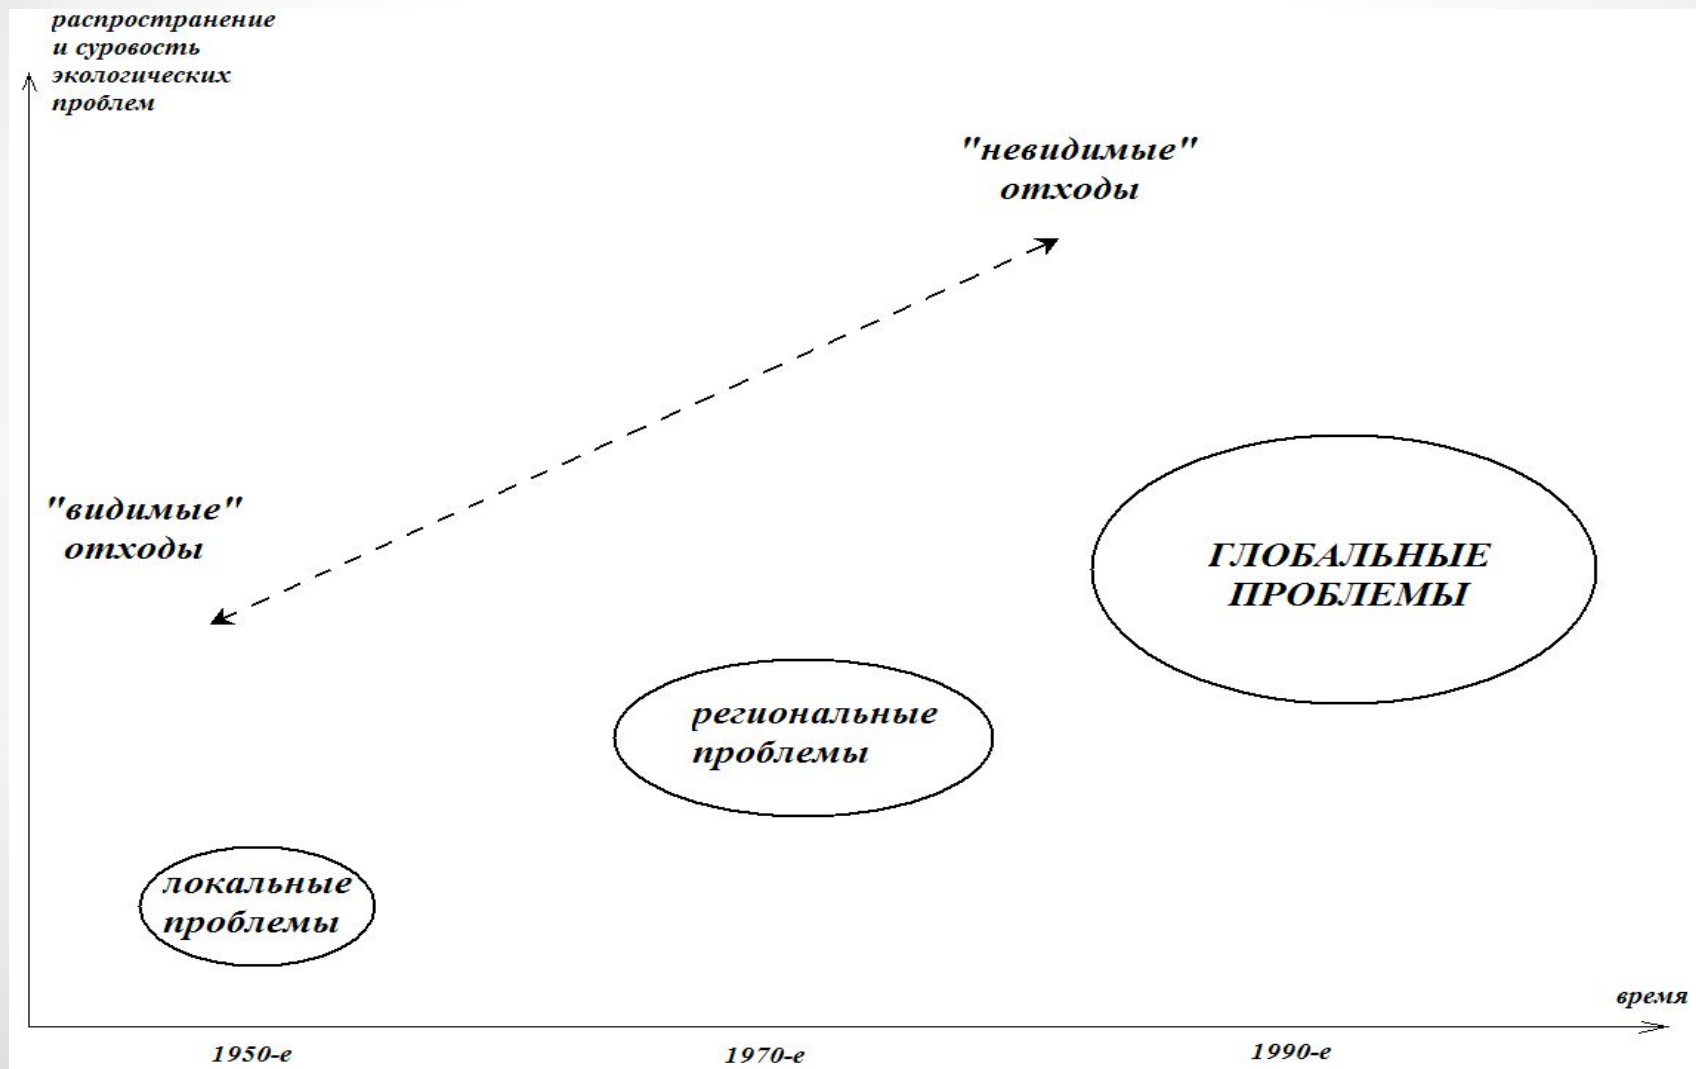 распространение
и суровость
экологических
проблем
"невидимые"
отходы
"видимые"
отходы
ГЛОБАЛЬНЫЕ
ПРОБЛЕМЫ
региональные
проблемы
локальные
проблемы
время
1950-е
1970-е
1990-е